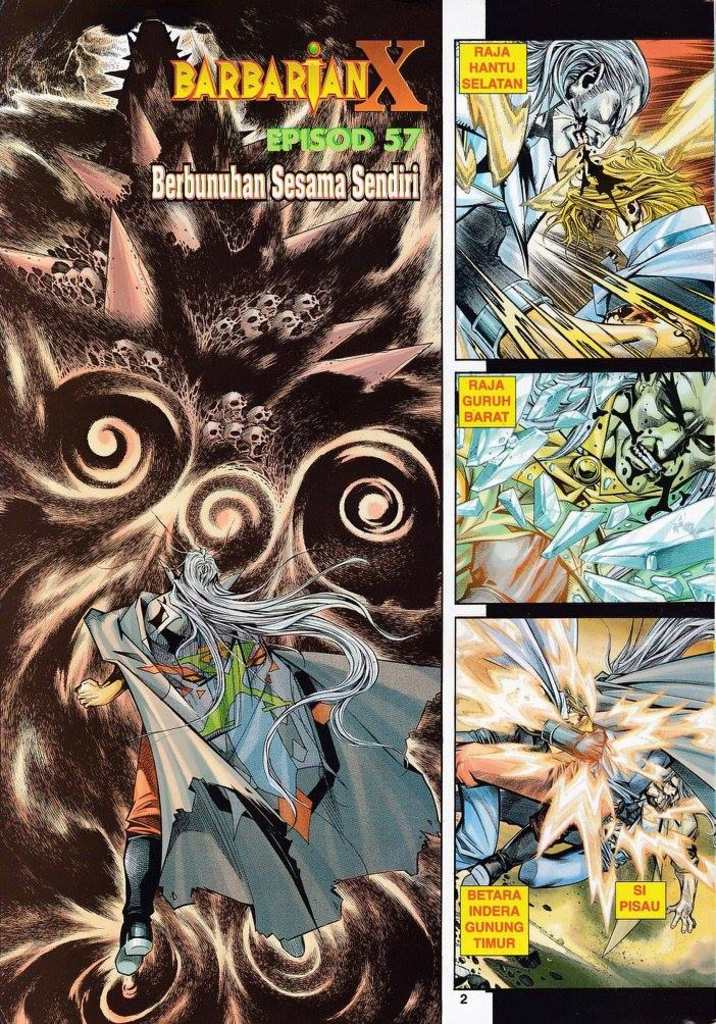 BARBARIAN X
EPISOD 57
Berbunuhan Sesama Sendiri
RAJA
HANTU
SELATAN
RAJA
GURUH
BARAT
BETARA
INDERA
GUNUNG
TIMUR
SI
PISAU
2